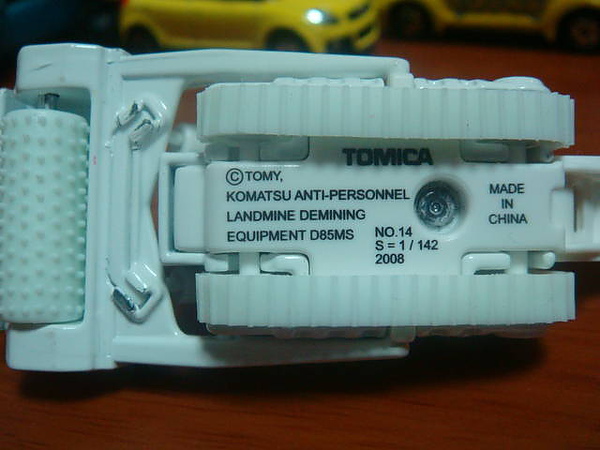 TOMICA
©TOMY,
KOMATSU ANTI-PERSONNEL
LANDMINE DEMINING
EQUIPMENT D85MS
NO.14
S = 1 / 142
2008
MADE
IN
CHINA